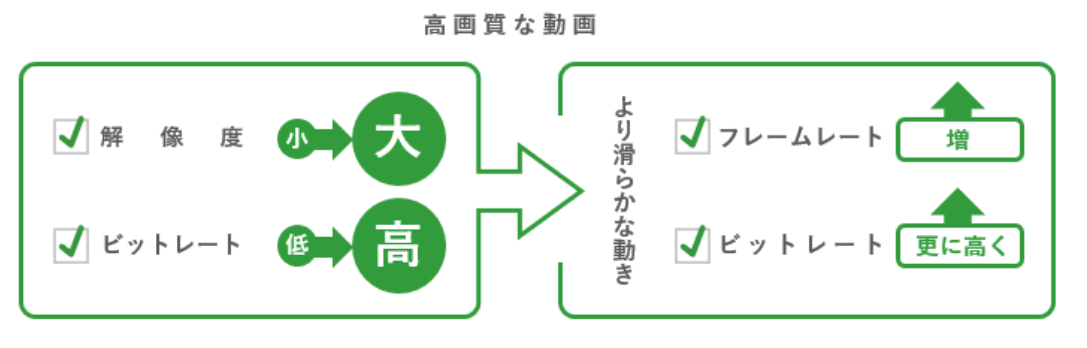 高画質な動画
解像度 小 大
ビットレート 低 高
より滑らかな動き
フレームレート 増
ビットレート 更に高く